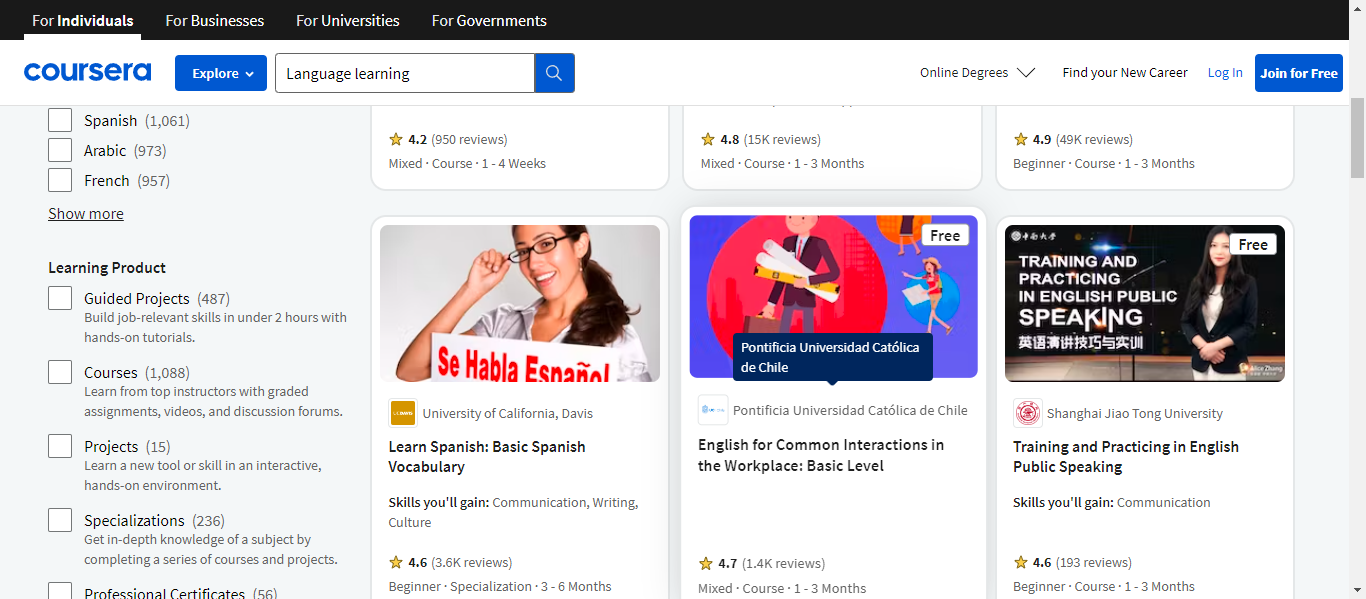 For Individuals
For Businesses
For Universities
For Governments
coursera
Explore
Language learning
Online Degrees
Find your New Career
Log In
Join for Free
Spanish (1,061)
Arabic (973)
French (957)
Show more
Learning Product
Guided Projects (487)
Build job-relevant skills in under 2 hours with
hands-on tutorials.
Courses (1,088)
Learn from top instructors with graded
assignments, videos, and discussion forums.
Projects (15)
Learn a new tool or skill in an interactive,
hands-on environment.
Specializations (236)
Get in-depth knowledge of a subject by
completing a series of courses and projects.
Professional Certificates (56)
4.2 (950 reviews)
Mixed · Course · 1 - 4 Weeks
4.8 (15K reviews)
Mixed · Course · 1 - 3 Months
4.9 (49K reviews)
Beginner · Course · 1 - 3 Months
Se Habla Español
UC DAVIS
University of California, Davis
Learn Spanish: Basic Spanish
Vocabulary
Skills you'll gain: Communication, Writing,
Culture
4.6 (3.6K reviews)
Beginner · Specialization · 3 - 6 Months
Free
Pontificia Universidad Católica
de Chile
Pontificia Universidad Católica de Chile
English for Common Interactions in
the Workplace: Basic Level
4.7 (1.4K reviews)
Mixed · Course · 1 - 3 Months
中南大学
Free
TRAINING AND
PRACTICING
IN ENGLISH PUBLIC
SPEAKING
英语演讲技巧与实训
Alice Zhong
Shanghai Jiao Tong University
Training and Practicing in English
Public Speaking
Skills you'll gain: Communication
4.6 (193 reviews)
Beginner · Course · 1 - 3 Months